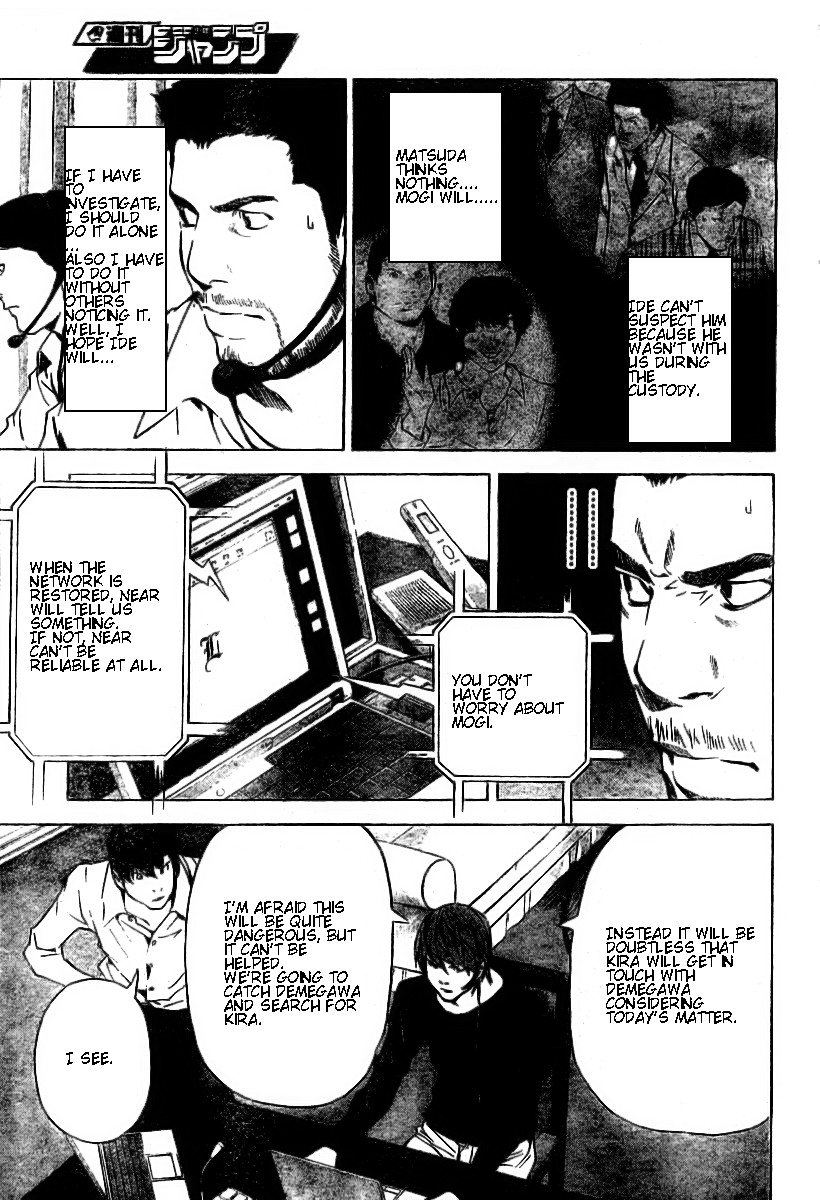 週刊
ジャンプ
MATSUDA
THINKS
NOTHING....
MOGI WILL.....
IDE CAN'T
SUSPECT HIM
BECAUSE HE
WASN'T WITH
US DURING
THE
CUSTODY.
IF I HAVE
TO
INVESTIGATE,
I SHOULD
DO IT ALONE
...
ALSO I HAVE
TO DO IT
WITHOUT
OTHERS
NOTICING IT.
WELL, I
HOPE IDE
WILL...
YOU DON'T
HAVE TO
WORRY ABOUT
MOGI.
L
WHEN THE
NETWORK IS
RESTORED, NEAR
WILL TELL US
SOMETHING.
IF NOT, NEAR
CAN'T BE
RELIABLE AT ALL.
INSTEAD IT WILL BE
DOUBTLESS THAT
KIRA WILL GET IN
TOUCH WITH
DEMEGAWA
CONSIDERING
TODAY'S MATTER.
I'M AFRAID THIS
WILL BE QUITE
DANGEROUS, BUT
IT CAN'T BE
HELPED.
WE'RE GOING TO
CATCH DEMEGAWA
AND SEARCH FOR
KIRA.
I SEE.